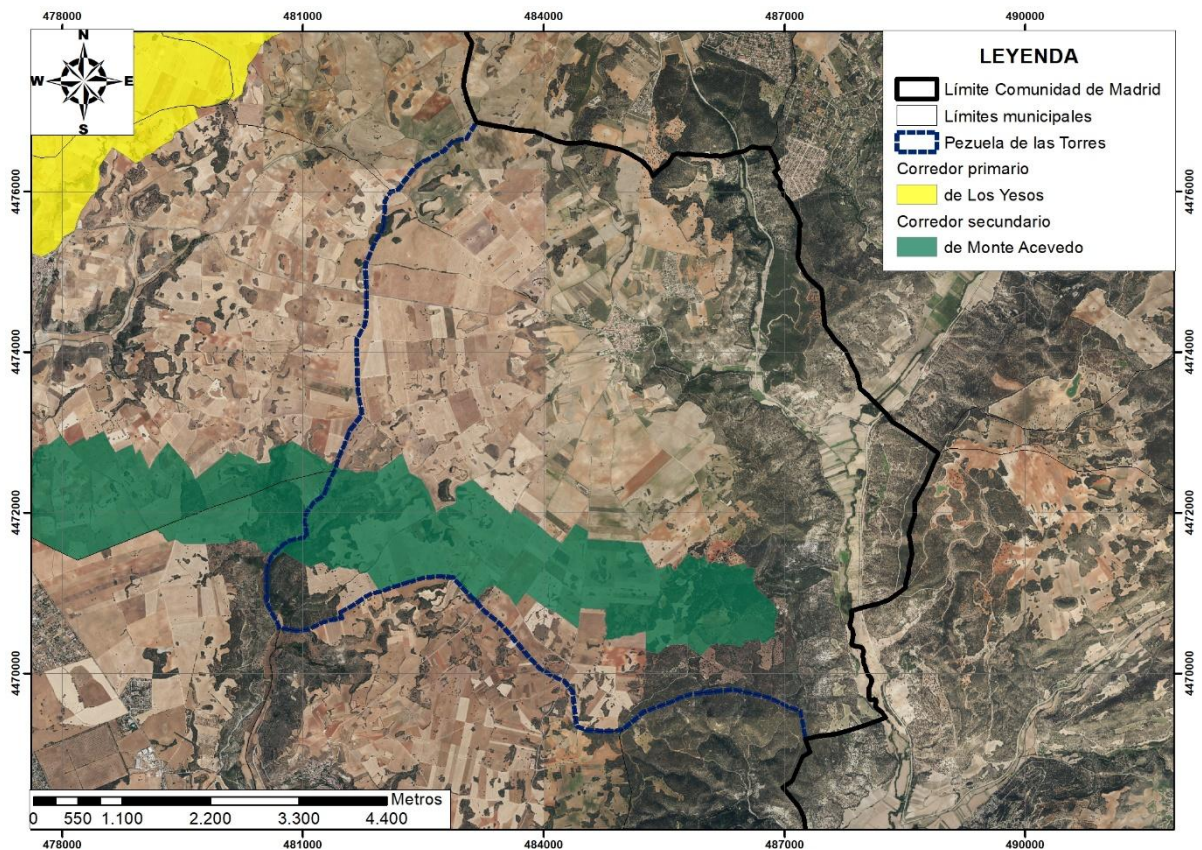 478000 481000 484000 487000 490000
N
W E
S
LEYENDA
Límite Comunidad de Madrid
Límites municipales
Pezuela de las Torres
Corredor primario
de Los Yesos
Corredor secundario
de Monte Acevedo
4476000 4476000
4474000 4474000
4472000 4472000
4470000 4470000
Metros
0 550 1.100 2.200 3.300 4.400
478000 481000 484000 487000 490000